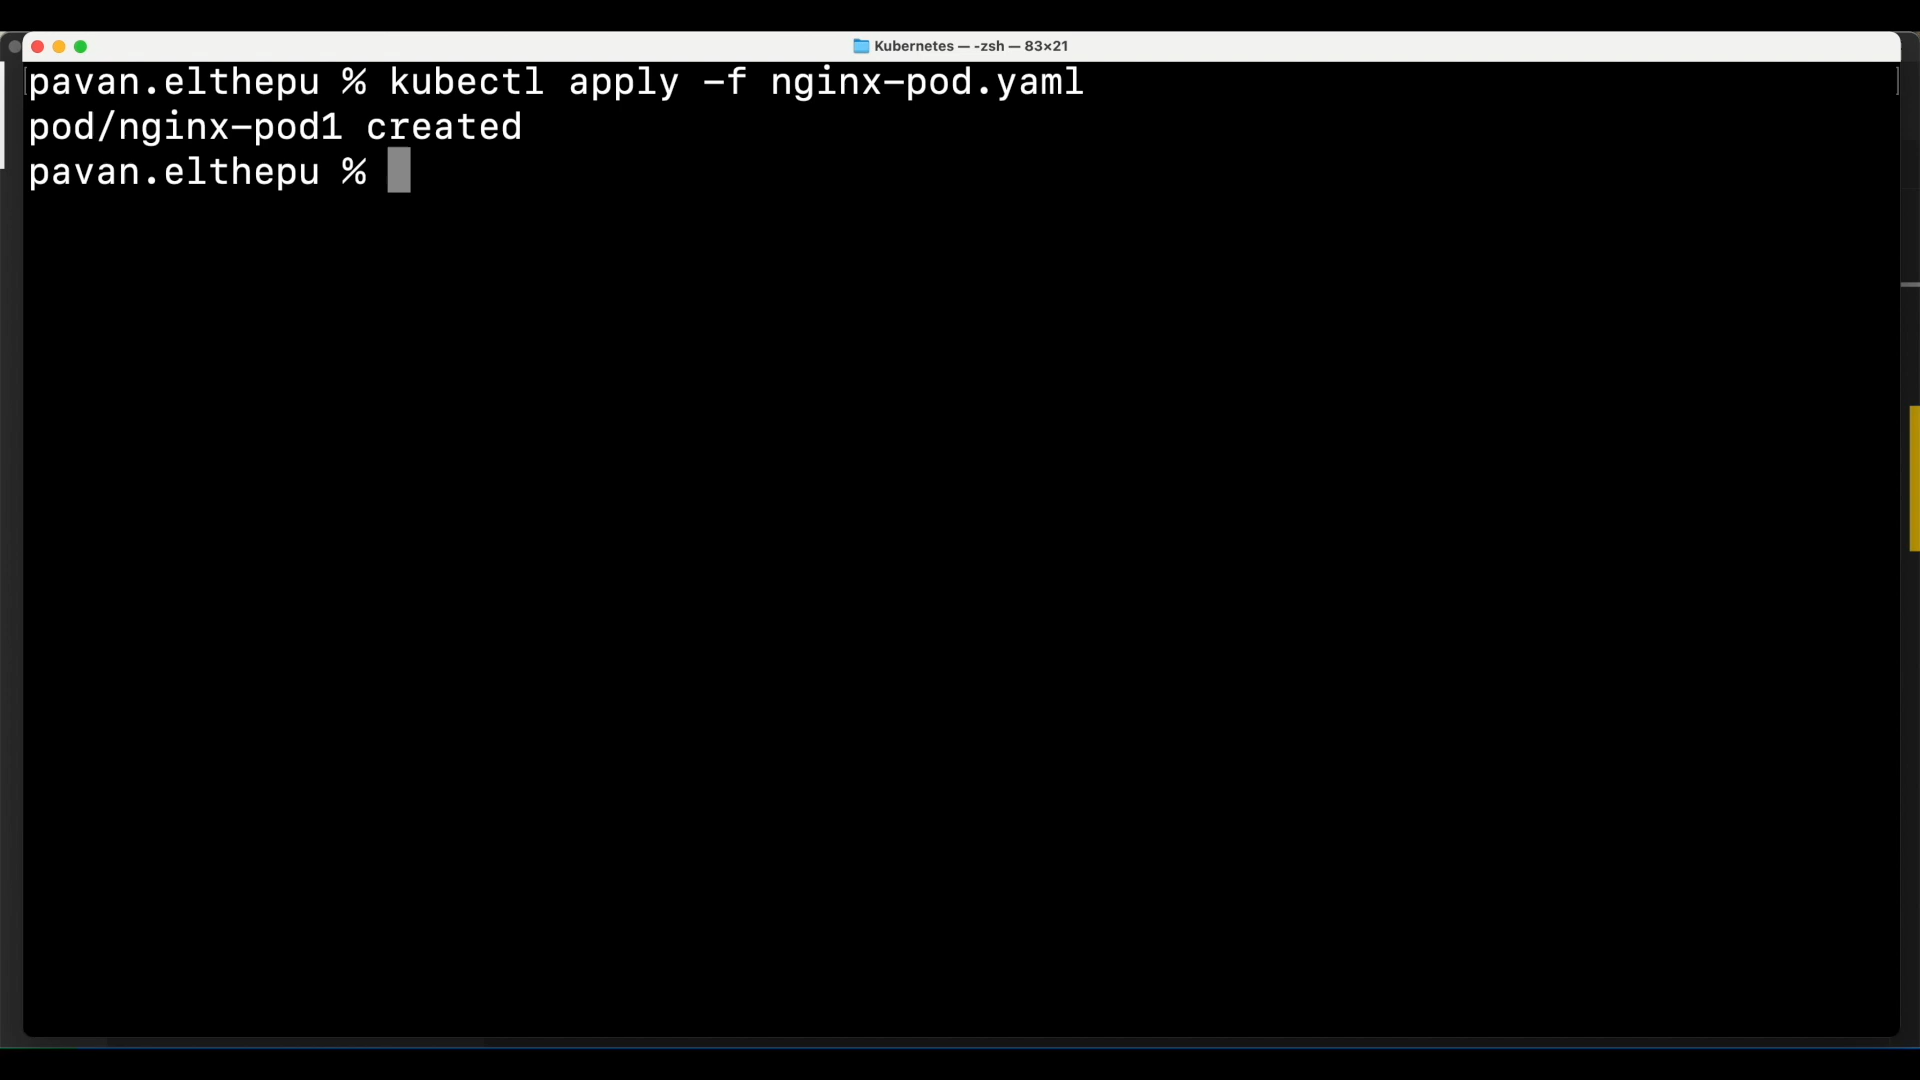 Kubernetes — -zsh — 83×21
pavan.elthepu % kubectl apply -f nginx-pod.yaml
pod/nginx-pod1 created
pavan.elthepu %